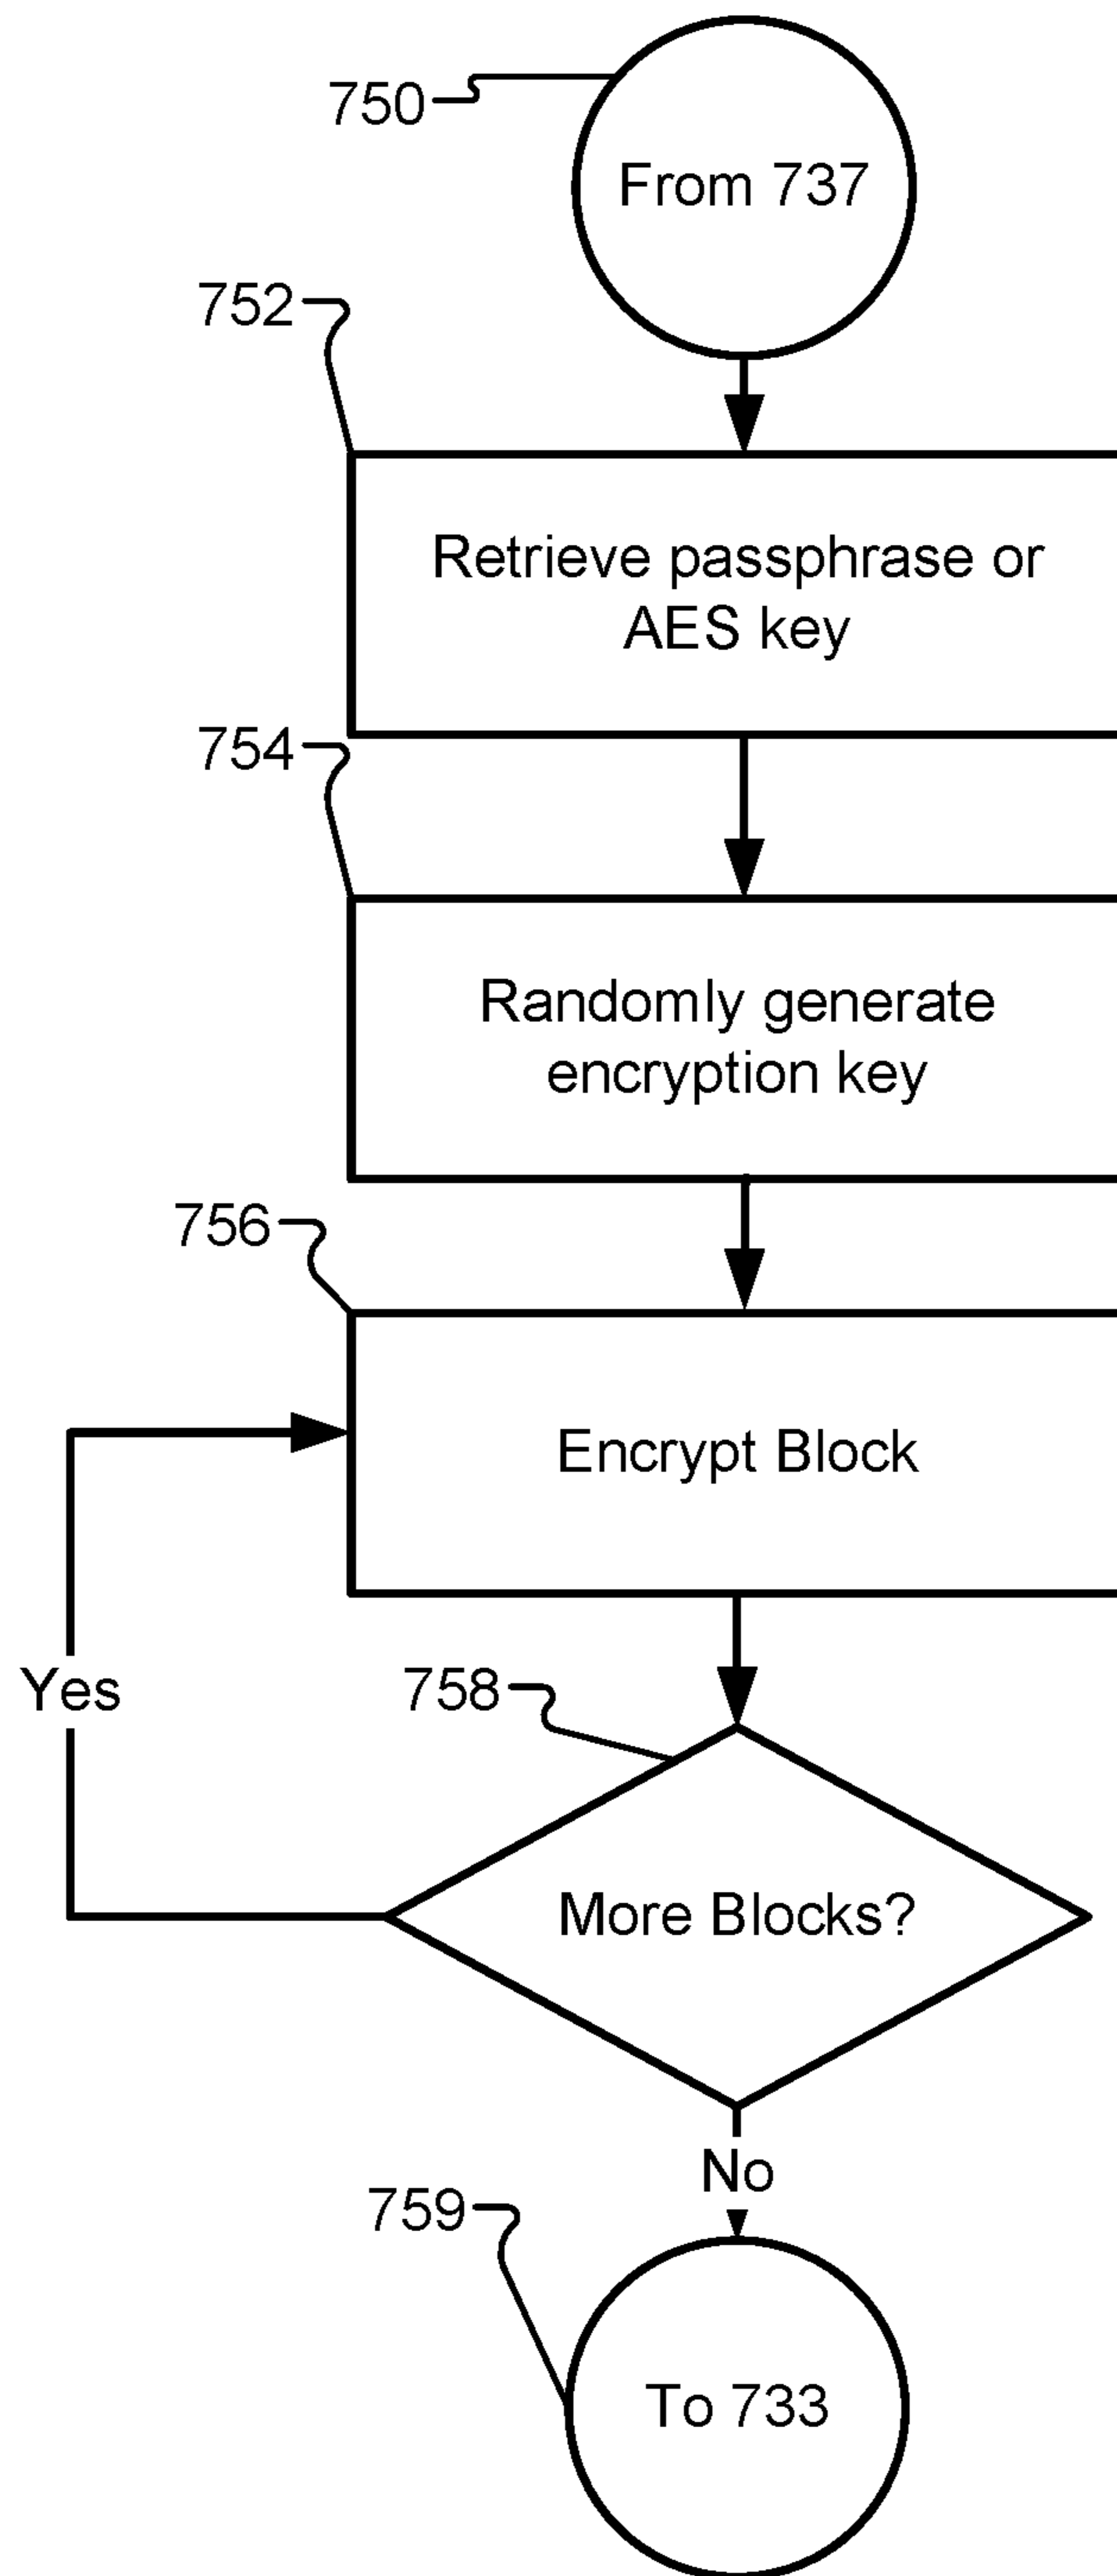 750
From 737
752
Retrieve passphrase or
AES key
754
Randomly generate
encryption key
756
Encrypt Block
Yes
758
More Blocks?
No
759
To 733